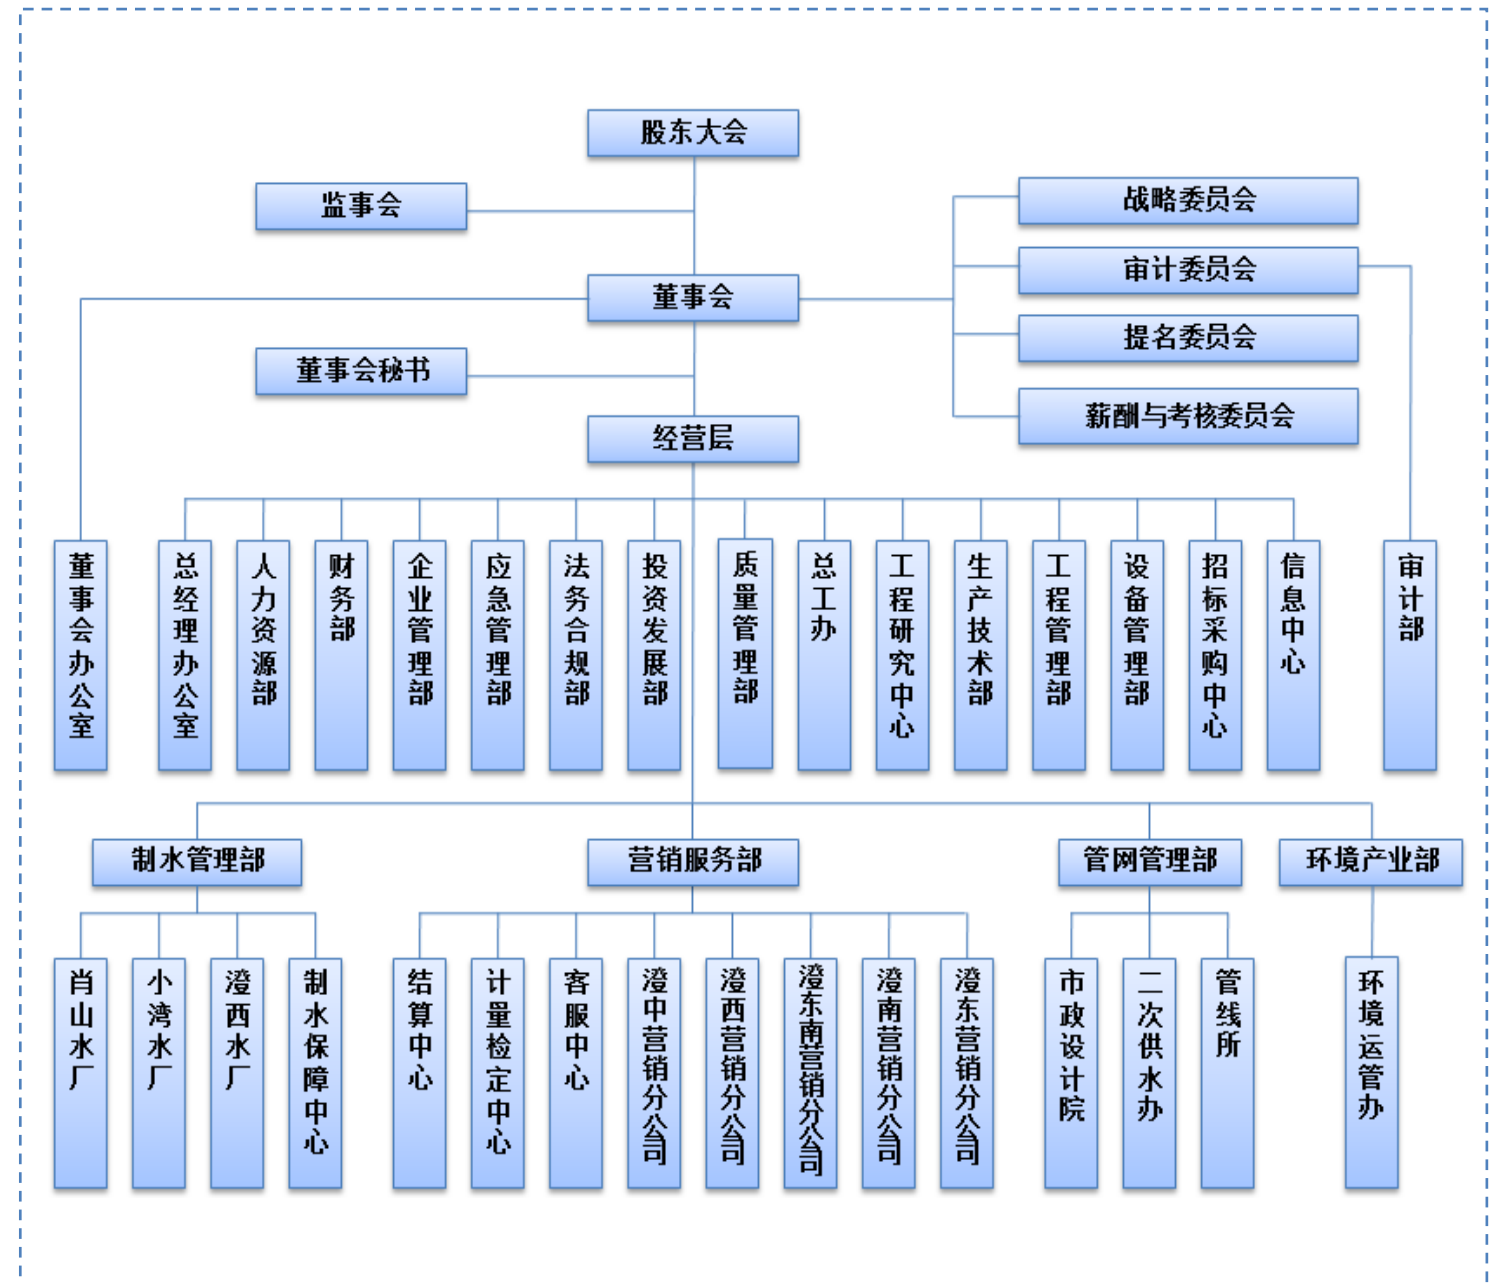 股东大会
监事会
战略委员会
审计委员会
董事会
提名委员会
董事会秘书
薪酬与考核委员会
经营层
董事会办公室
总经理办公室
人力资源部
财务部
企业管理部
应急管理部
法务合规部
投资发展部
质量管理部
总工办
工程研究中心
生产技术部
工程管理部
设备管理部
招标采购中心
信息中心
审计部
制水管理部
营销服务部
管网管理部
环境产业部
肖山水厂
小湾水厂
澄西水厂
制水保障中心
结算中心
计量检定中心
客服中心
澄中营销分公司
澄西营销分公司
澄东南营销分公司
澄南营销分公司
澄东营销分公司
市政设计院
二次供水办
管线所
环境运管办